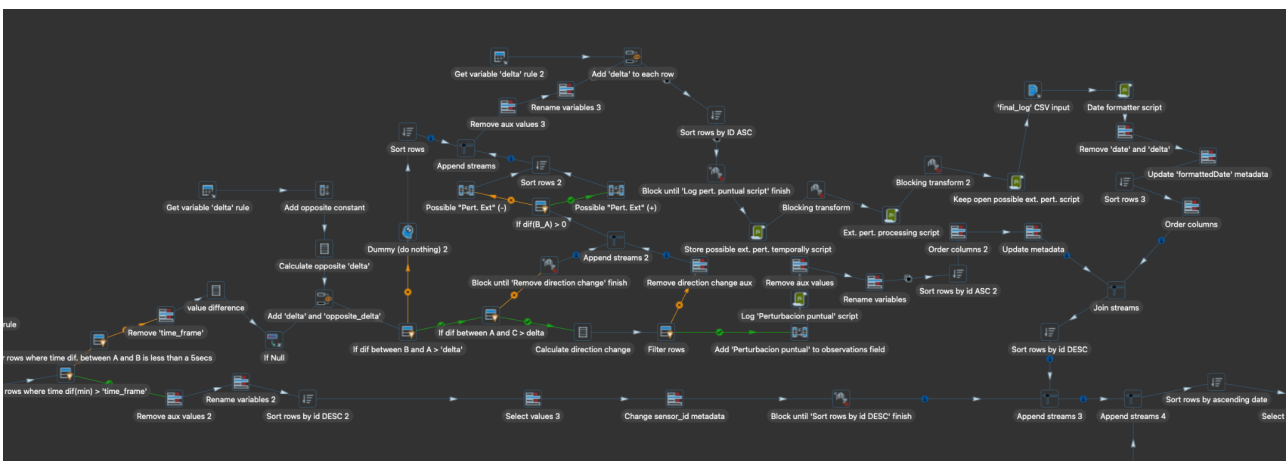 Get variable 'delta' rule 2
Add 'delta' to each row
Rename variables 3
Remove aux values 3
Sort rows
Append streams
Sort rows 2
Sort rows by ID ASC
'final_log' CSV input
Date formatter script
Remove 'date' and 'delta'
Update 'formattedDate' metadata
Sort rows 3
Order columns
Blocking transform 2
Keep open possible ext. pert. script
Block until 'Log pert. puntual script' finish
Blocking transform
Ext. pert. processing script
Store possible ext. pert. temporally script
Get variable 'delta' rule
Add opposite constant
Possible "Pert. Ext" (-)
Possible "Pert. Ext" (+)
If dif(B_A) > 0
Dummy (do nothing) 2
Append streams 2
Order columns 2
Update metadata
Calculate opposite 'delta'
Block until 'Remove direction change' finish
Remove direction change aux
Remove aux values
Rename variables
Sort rows by id ASC 2
value difference
Add 'delta' and 'opposite_delta'
Log 'Perturbacion puntual' script
Join streams
rule
Remove 'time_frame'
If Null
If dif between B and A > 'delta'
If dif between A and C > delta
Calculate direction change
Filter rows
Add 'Perturbacion puntual' to observations field
Sort rows by id DESC
r rows where time dif. between A and B is less than a 5secs
rows where time dif(min) > 'time_frame'
Remove aux values 2
Rename variables 2
Sort rows by id DESC 2
Select values 3
Change sensor_id metadata
Block until 'Sort rows by id DESC' finish
Append streams 3
Append streams 4
Sort rows by ascending date
Select